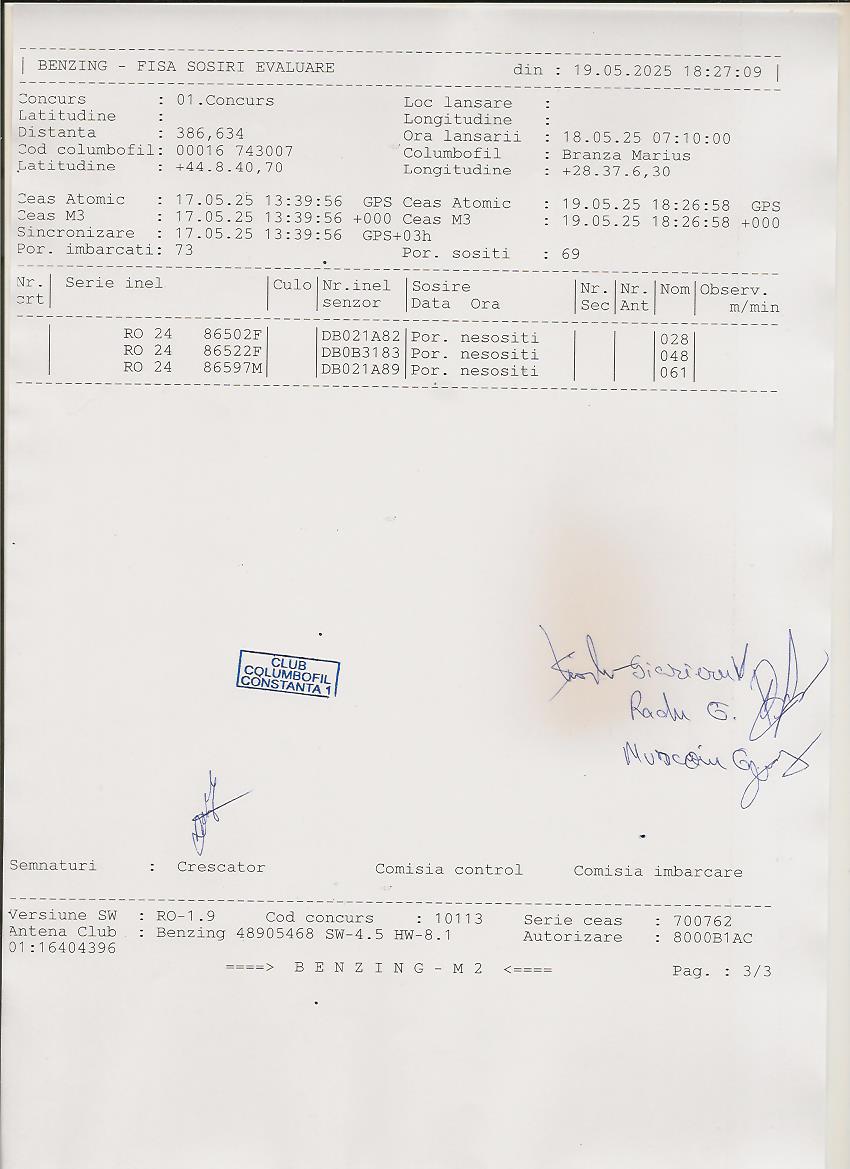 | BENZING - FISA SOSIRI EVALUARE din : 19.05.2025 18:27:09 |
Concurs : 01.Concurs Loc lansare :
Latitudine : Longitudine :
Distanta : 386,634 Ora lansarii : 18.05.25 07:10:00
Cod columbofil: 00016 743007 Columbofil : Branza Marius
Latitudine : +44.8.40,70 Longitudine : +28.37.6,30
Ceas Atomic : 17.05.25 13:39:56 GPS Ceas Atomic : 19.05.25 18:26:58 GPS
Ceas M3 : 17.05.25 13:39:56 +000 Ceas M3 : 19.05.25 18:26:58 +000
Sincronizare : 17.05.25 13:39:56 GPS+03h
Por. imbarcati: 73 Por. sositi : 69
Nr.| Serie inel |Culo|Nr.inel |Sosire |Nr.|Nr.|Nom|Observ.
crt| | |senzor |Data Ora |Sec|Ant| | m/min
| RO 24 86502F| |DB021A82|Por. nesositi | | |028|
| RO 24 86522F| |DB0B3183|Por. nesositi | | |048|
| RO 24 86597M| |DB021A89|Por. nesositi | | |061|
CLUB
COLUMBOFIL
CONSTANTA 1
Radu G.
Semnaturi : Crescator Comisia control Comisia imbarcare
Versiune SW : RO-1.9 Cod concurs : 10113 Serie ceas : 700762
Antena Club : Benzing 48905468 SW-4.5 HW-8.1 Autorizare : 8000B1AC
01:16404396
====> B E N Z I N G - M 2 <==== Pag. : 3/3